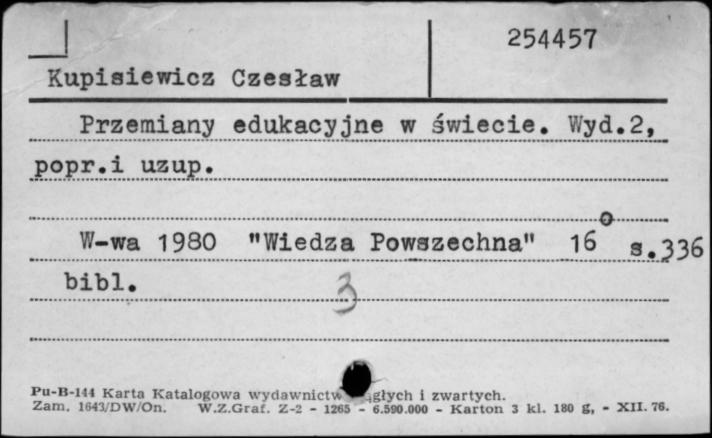 254457
Kupisiewicz Czesław
Przemiany edukacyjne w świecie. Wyd.2,
popr.i uzup.
W-wa 1980 "Wiedza Powszechna" 16° s.336
bibl.
3
Pu-B-144 Karta Katalogowa wydawnictw głych i zwartych.
Zam. 1643/DW/On. W.Z.Graf. Z-2 - 1265 - 6.590.000 - Karton 3 kl. 180 g, - XII. 76.